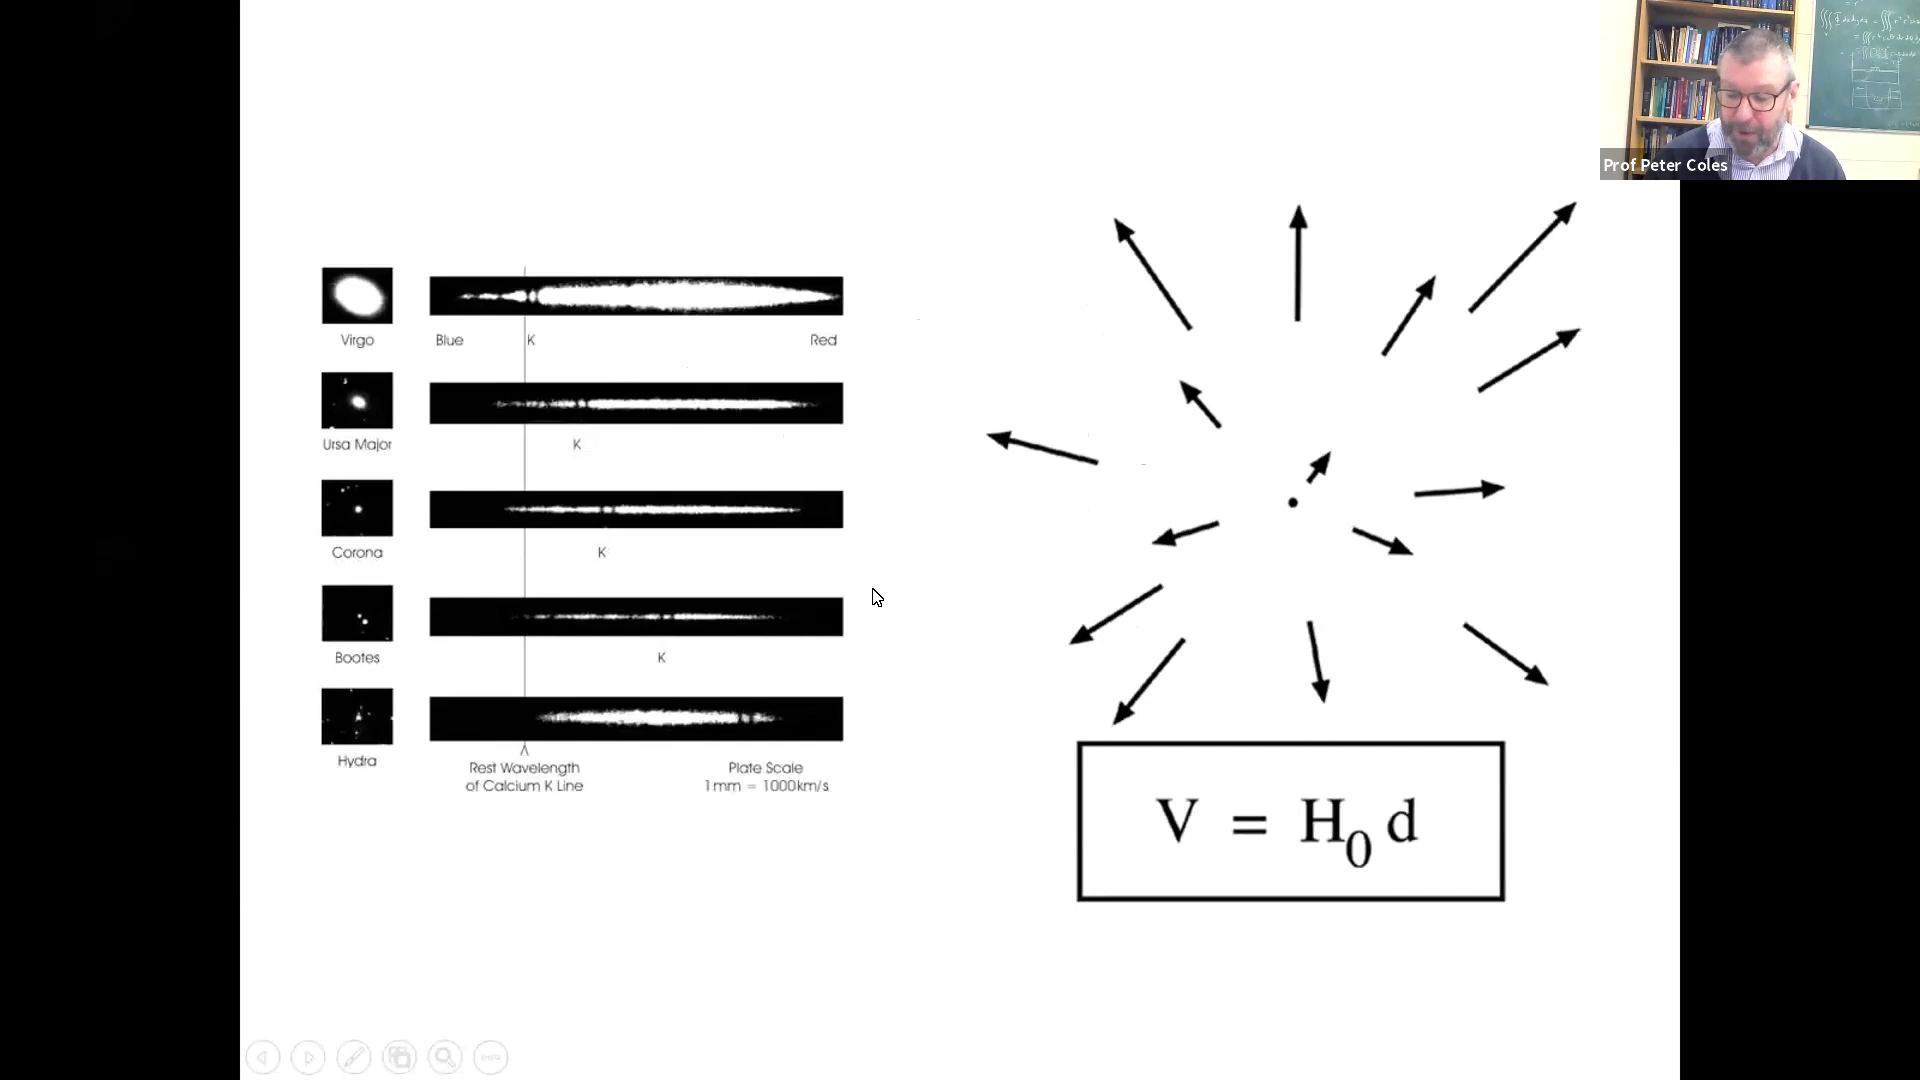 Prof Peter Coles
Virgo
Blue
K
Red
Ursa Major
K
Corona
K
Bootes
K
Hydra
Rest Wavelength
of Calcium K Line
Plate Scale
1mm = 1000km/s
V = H₀ d